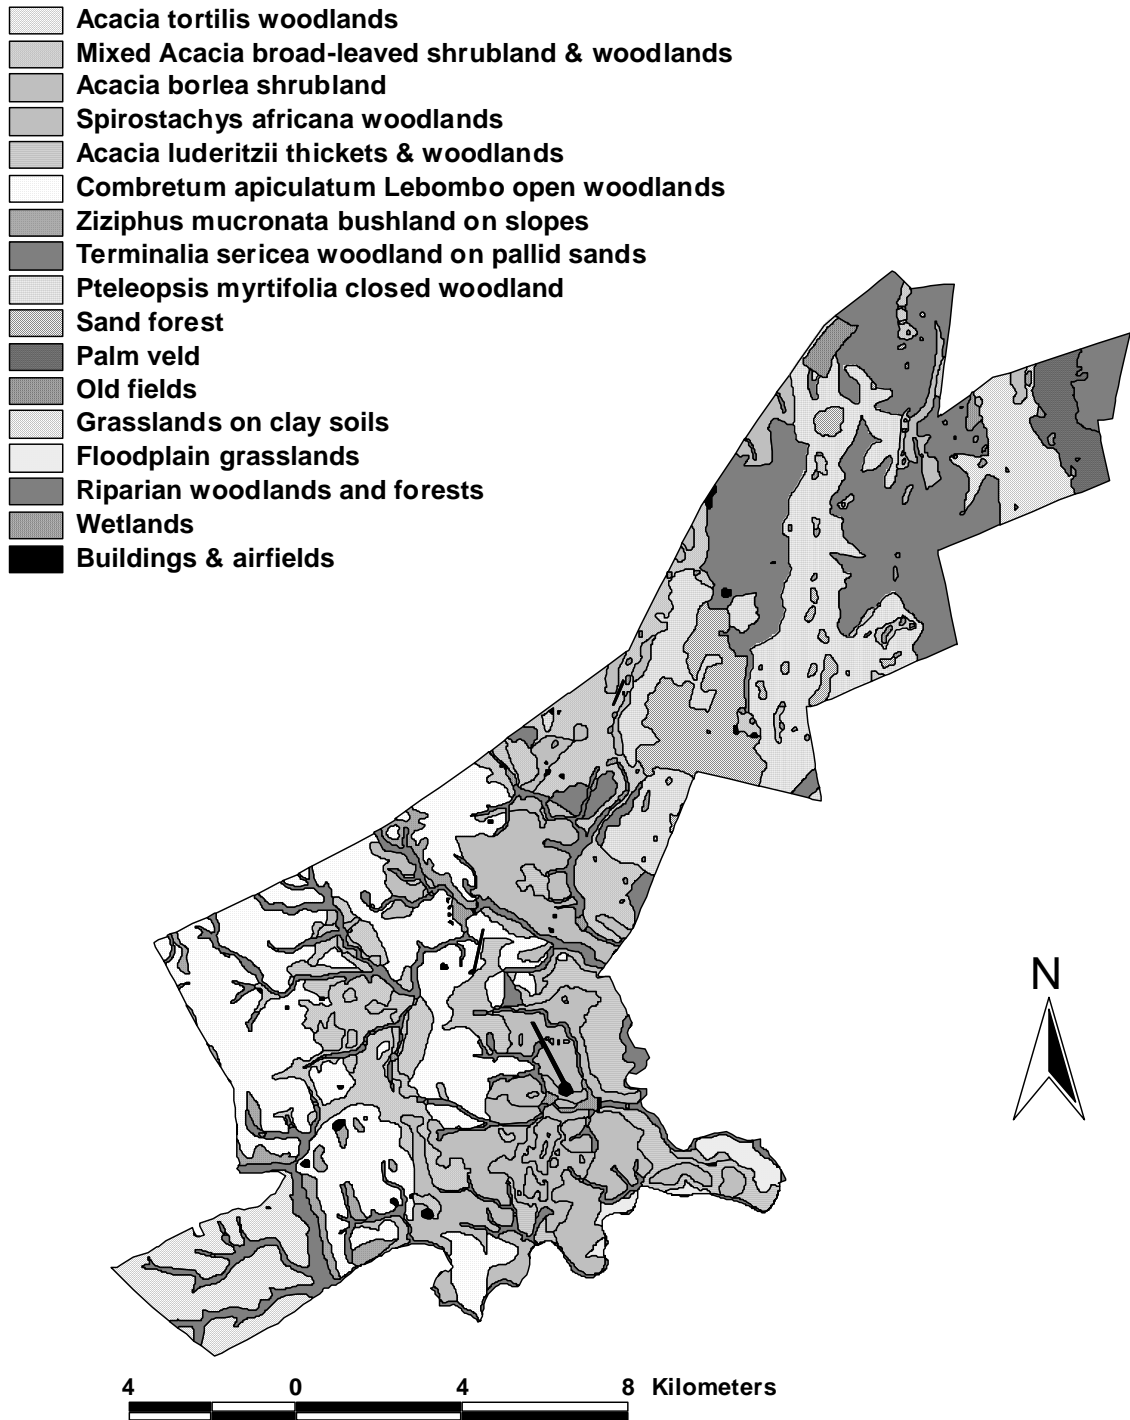 Acacia tortilis woodlands
Mixed Acacia broad-leaved shrubland & woodlands
Acacia borlea shrubland
Spirostachys africana woodlands
Acacia luderitzii thickets & woodlands
Combretum apiculatum Lebombo open woodlands
Ziziphus mucronata bushland on slopes
Terminalia sericea woodland on pallid sands
Pteleopsis myrtifolia closed woodland
Sand forest
Palm veld
Old fields
Grasslands on clay soils
Floodplain grasslands
Riparian woodlands and forests
Wetlands
Buildings & airfields
N
4 0 4 8 Kilometers